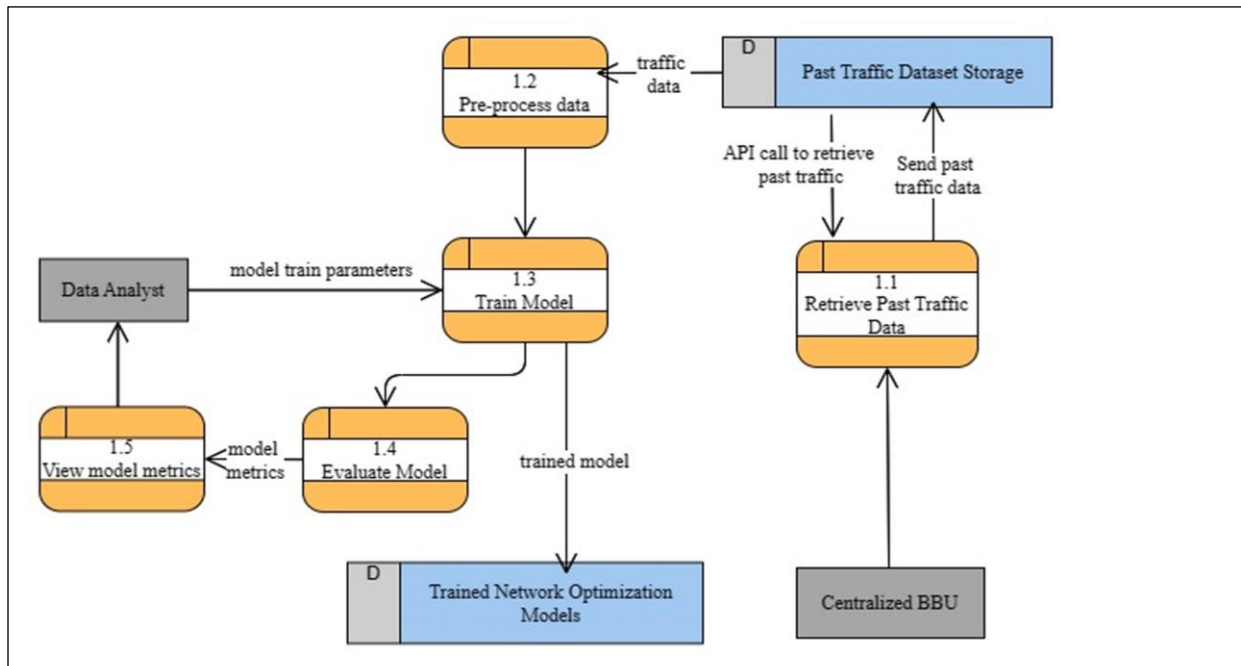 D
Past Traffic Dataset Storage
traffic
data
1.2
Pre-process data
API call to retrieve
past traffic
Send past
traffic data
model train parameters
Data Analyst
1.3
Train Model
1.1
Retrieve Past Traffic
Data
1.5
View model metrics
model
metrics
1.4
Evaluate Model
trained model
D
Trained Network Optimization
Models
Centralized BBU